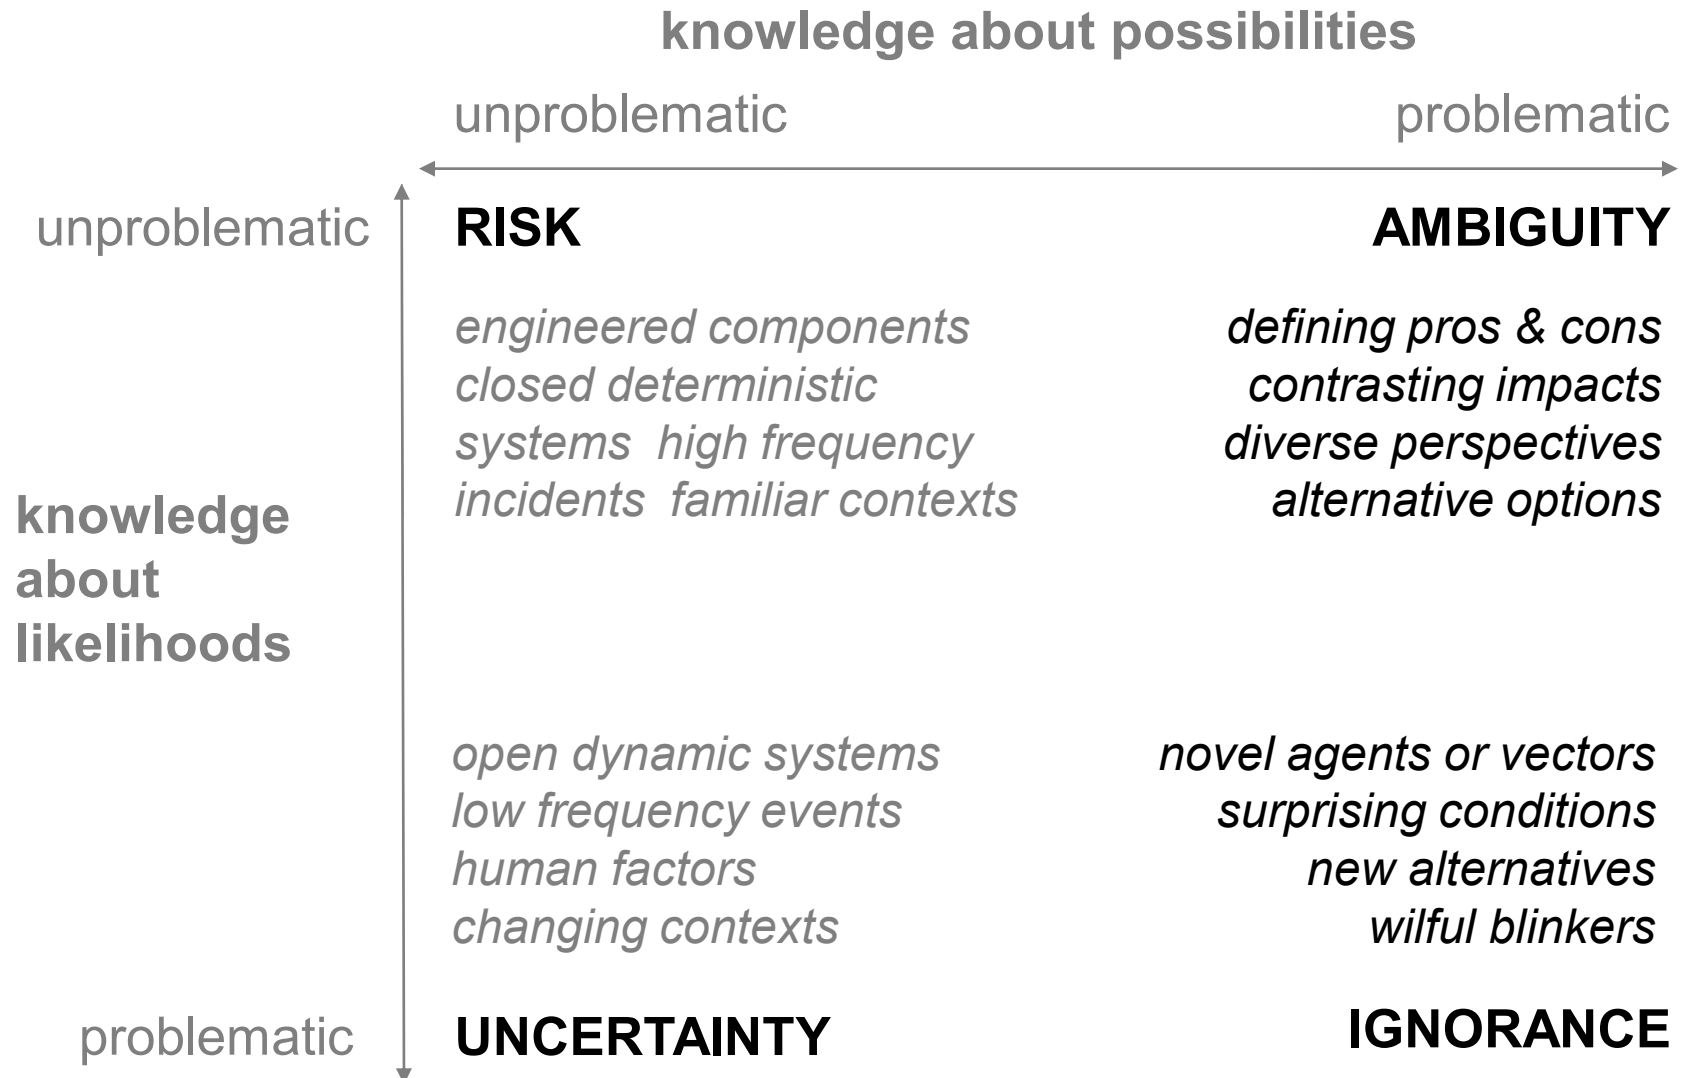 knowledge about possibilities
unproblematic problematic
unproblematic RISK AMBIGUITY
engineered components defining pros & cons
closed deterministic contrasting impacts
systems high frequency diverse perspectives
incidents familiar contexts alternative options
knowledge
about
likelihoods
open dynamic systems novel agents or vectors
low frequency events surprising conditions
human factors new alternatives
changing contexts wilful blinkers
problematic UNCERTAINTY IGNORANCE